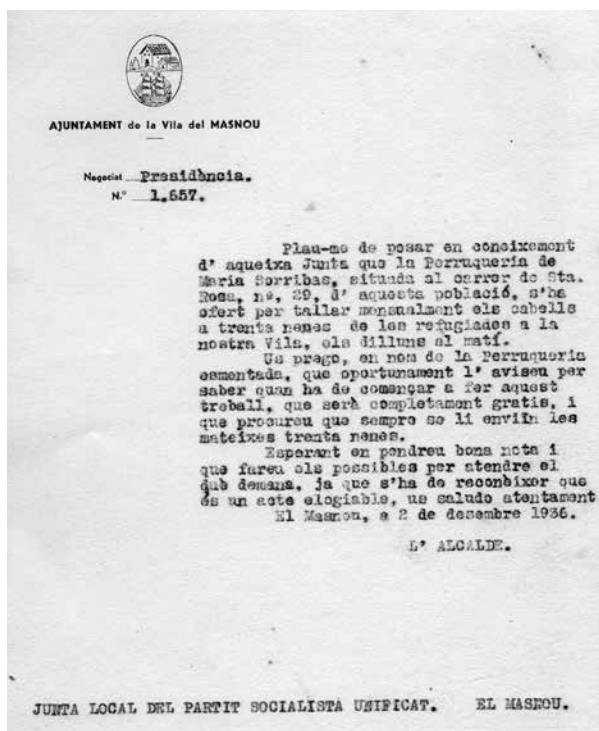 AJUNTAMENT de la Vila del MASNOU
Negociat Presidència.
N.º 1.657.
Plau-me de posar en coneixement
d' aqueixa Junta que la Perruqueria de
Maria Sorribas, situada al carrer de Sta.
Rosa, nº, 29, d' aquesta població, s'ha
ofert per tallar mensualment els cabells
a trenta nenes de les refugiades a la
nostra Vila, els dilluns al matí.
Us prego, en nom de la Perruqueria
esmentada, que oportunament l' aviseu per
saber quan ha de començar a fer aquest
treball, que serà completament gratis, i
que procureu que sempre se li enviïn les
mateixes trenta nenes.
Esperant en pondreu bona nota i
que fareu els possibles per atendre el
que demana, ja que s'ha de reconèixer que
és un acte elogiable, us saludo atentament
El Masnou, a 2 de desembre 1936.
L' ALCALDE.
JUNTA LOCAL DEL PARTIT SOCIALISTA UNIFICAT. EL MASNOU.